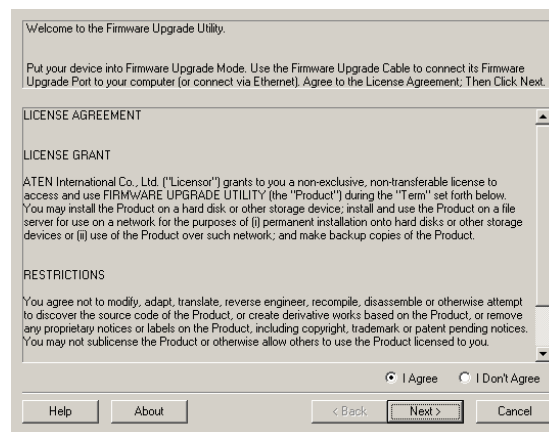 Welcome to the Firmware Upgrade Utility.
Put your device into Firmware Upgrade Mode. Use the Firmware Upgrade Cable to connect its Firmware
Upgrade Port to your computer (or connect via Ethernet). Agree to the License Agreement; Then Click Next.
LICENSE AGREEMENT
LICENSE GRANT
ATEN International Co., Ltd. ("Licensor") grants to you a non-exclusive, non-transferable license to
access and use FIRMWARE UPGRADE UTILITY (the "Product") during the "Term" set forth below.
You may install the Product on a hard disk or other storage device; install and use the Product on a file
server for use on a network for the purposes of (i) permanent installation onto hard disks or other storage
devices or (ii) use of the Product over such network; and make backup copies of the Product.
RESTRICTIONS
You agree not to modify, adapt, translate, reverse engineer, recompile, disassemble or otherwise attempt
to discover the source code of the Product, or create derivative works based on the Product, or remove
any proprietary notices or labels on the Product, including copyright, trademark or patent pending notices.
You may not sublicense the Product or otherwise allow others to use the Product licensed to you.
I Agree I Don't Agree
Help About < Back Next > Cancel